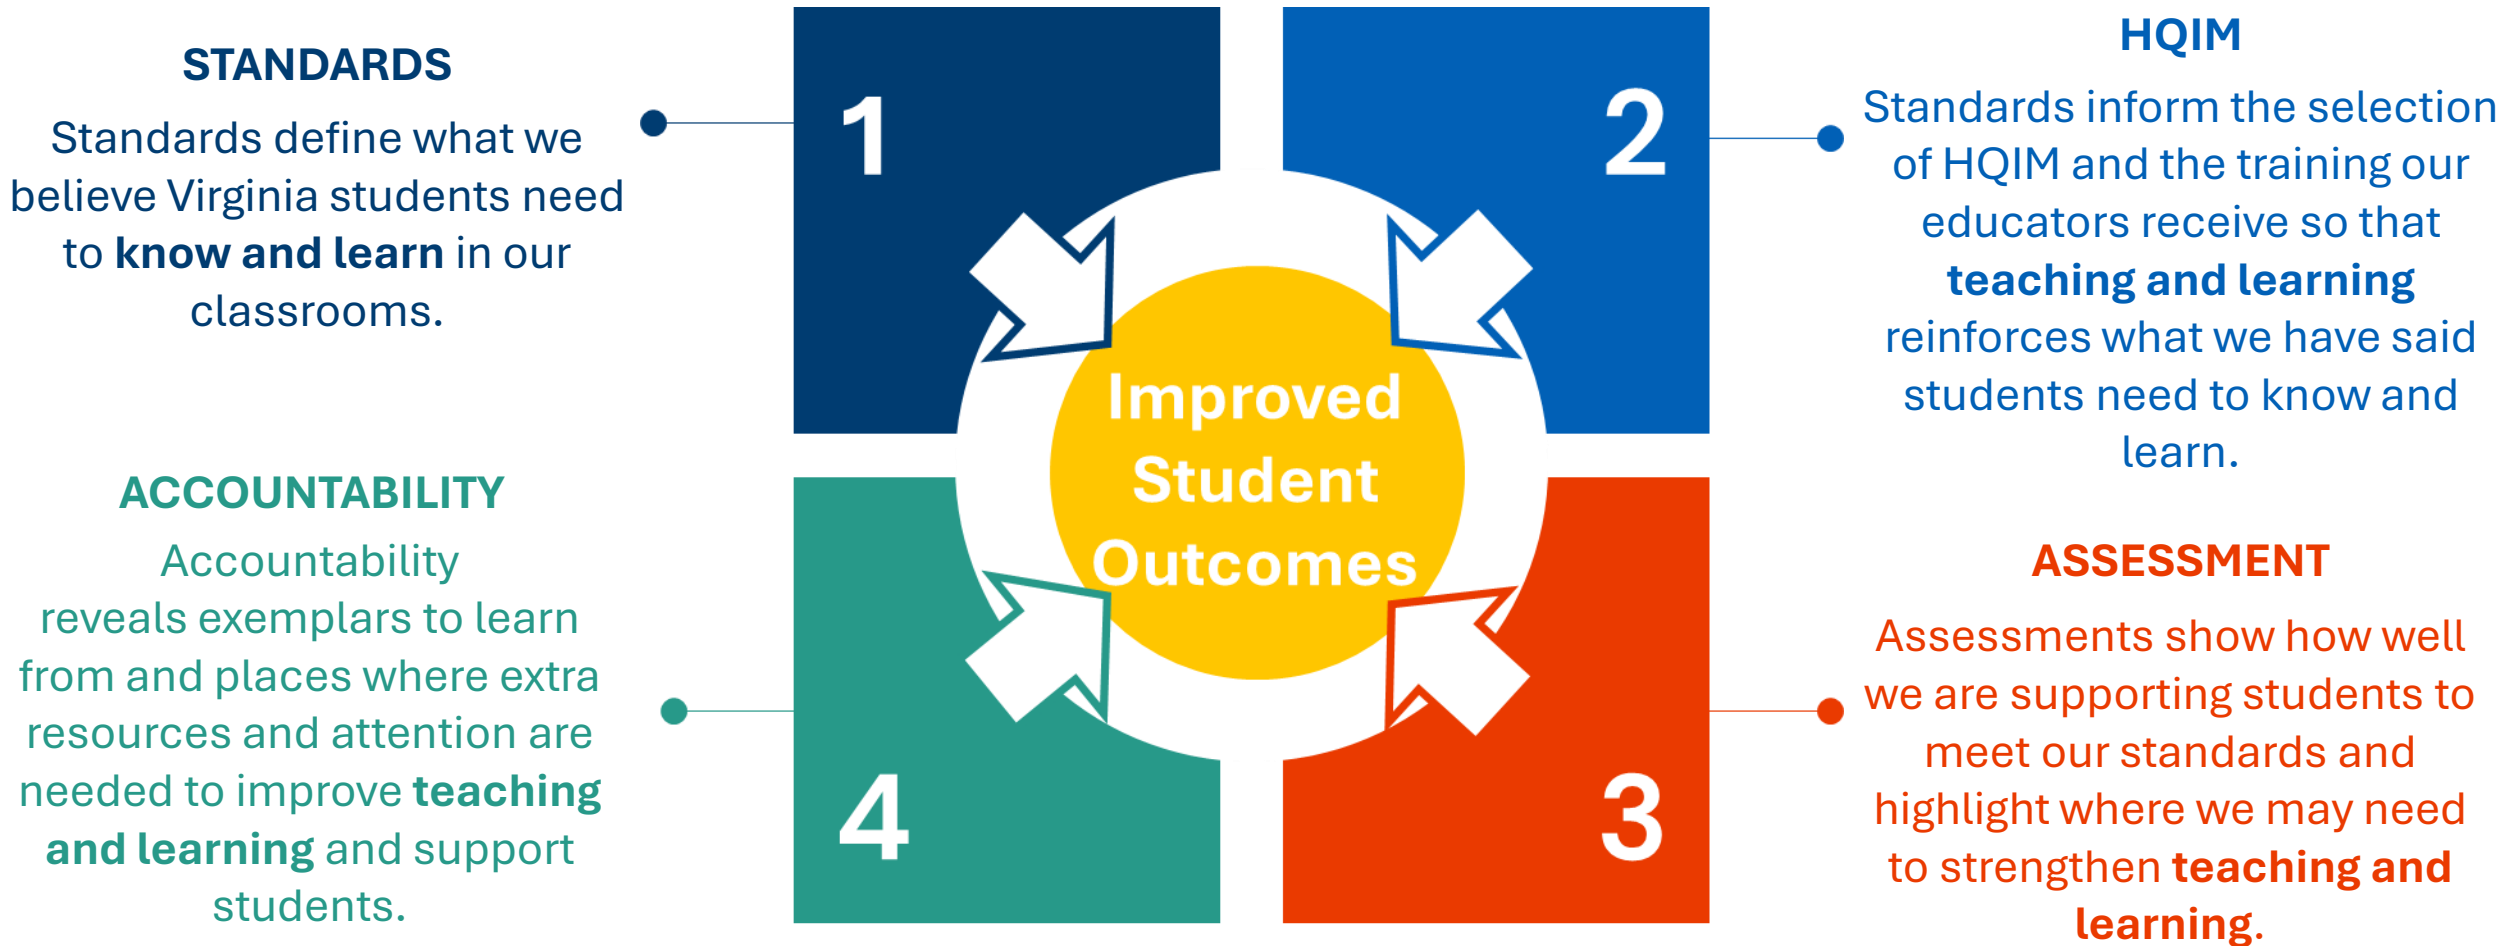 STANDARDS
Standards define what we
believe Virginia students need
to know and learn in our
classrooms.
1
2
HQIM
Standards inform the selection
of HQIM and the training our
educators receive so that
teaching and learning
reinforces what we have said
students need to know and
learn.
Improved
Student
Outcomes
ACCOUNTABILITY
Accountability
reveals exemplars to learn
from and places where extra
resources and attention are
needed to improve teaching
and learning and support
students.
4
3
ASSESSMENT
Assessments show how well
we are supporting students to
meet our standards and
highlight where we may need
to strengthen teaching and
learning.